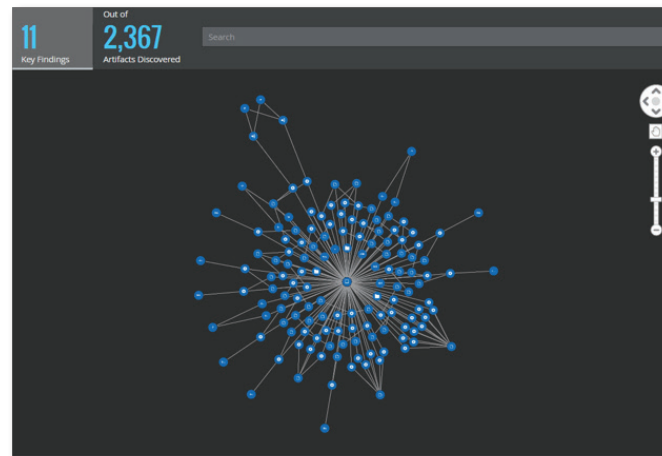 11
Key Findings
Out of
2,367
Artifacts Discovered
Search